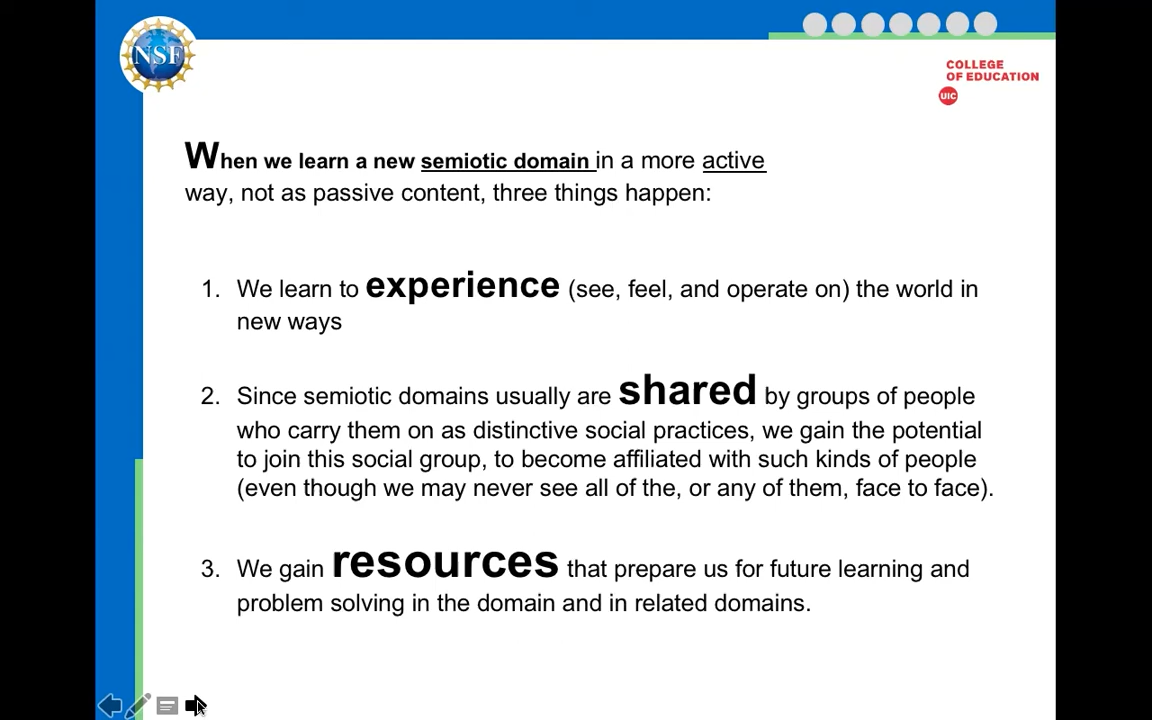 NSF
COLLEGE
OF EDUCATION
UIC
When we learn a new semiotic domain in a more active
way, not as passive content, three things happen:
1. We learn to experience (see, feel, and operate on) the world in
new ways
2. Since semiotic domains usually are shared by groups of people
who carry them on as distinctive social practices, we gain the potential
to join this social group, to become affiliated with such kinds of people
(even though we may never see all of the, or any of them, face to face).
3. We gain resources that prepare us for future learning and
problem solving in the domain and in related domains.